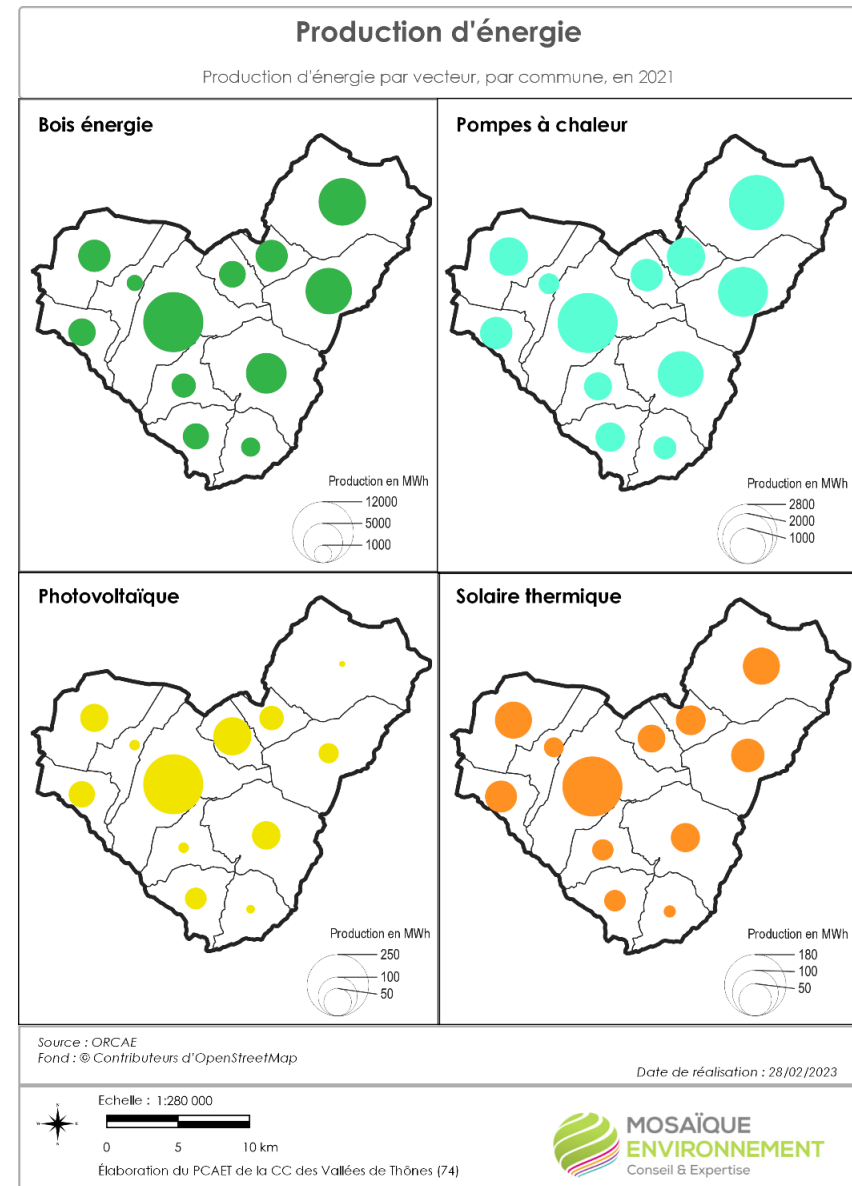 Production d'énergie
Production d'énergie par vecteur, par commune, en 2021
Bois énergie
Production en MWh
12000
5000
1000
Pompes à chaleur
Production en MWh
2800
2000
1000
Photovoltaïque
Production en MWh
250
100
50
Solaire thermique
Production en MWh
180
100
50
Source : ORCAE
Fond : © Contributeurs d'OpenStreetMap
Date de réalisation : 28/02/2023
Echelle : 1:280 000
0 5 10 km
Élaboration du PCAET de la CC des Vallées de Thônes (74)
MOSAÏQUE
ENVIRONNEMENT
Conseil & Expertise